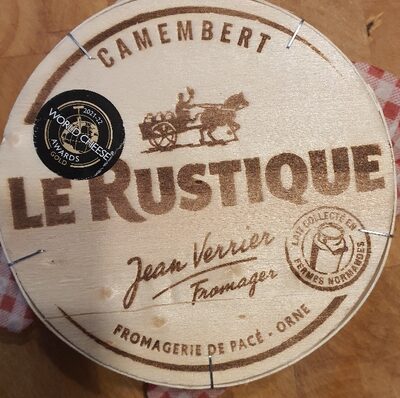 CAMEMBERT
2021-22
WORLD CHEESE
AWARDS
GOLD
LE RUSTIQUE
Jean Verrier
Fromager
LAIT COLLECTÉ EN
FERMES NORMANDES
FROMAGERIE DE PACÉ - ORNE